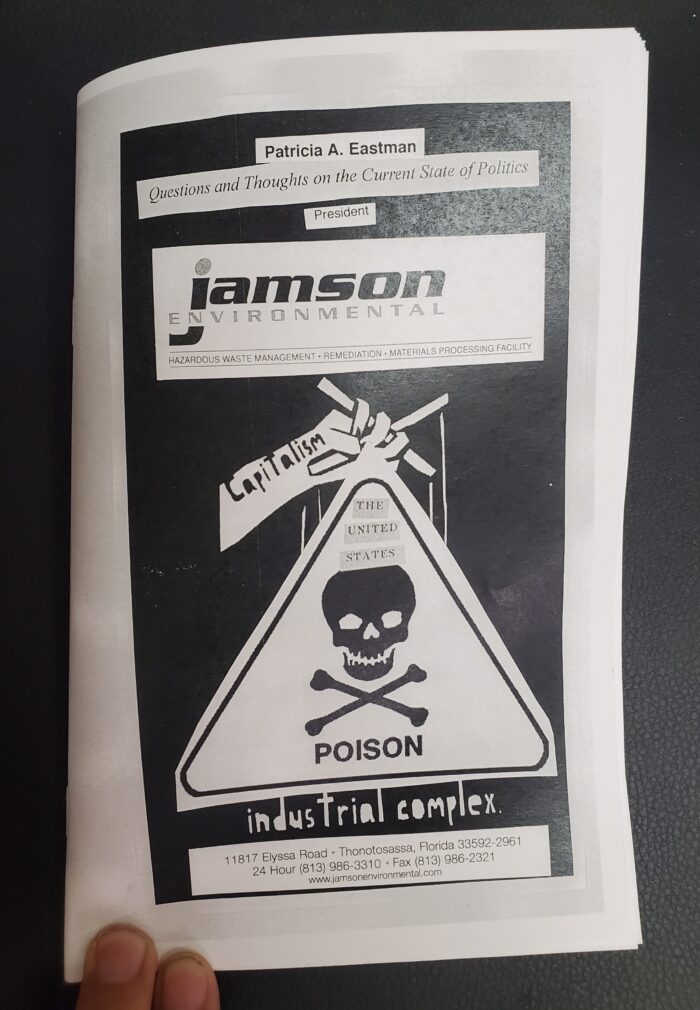 Patricia A. Eastman
Questions and Thoughts on the Current State of Politics
President
jamson
ENVIRONMENTAL
HAZARDOUS WASTE MANAGEMENT • REMEDIATION • MATERIALS PROCESSING FACILITY
Capitalism
THE
UNITED
STATES
POISON
industrial complex.
11817 Elyssa Road • Thonotosassa, Florida 33592-2961
24 Hour (813) 986-3310 • Fax (813) 986-2321
www.jamsonenvironmental.com